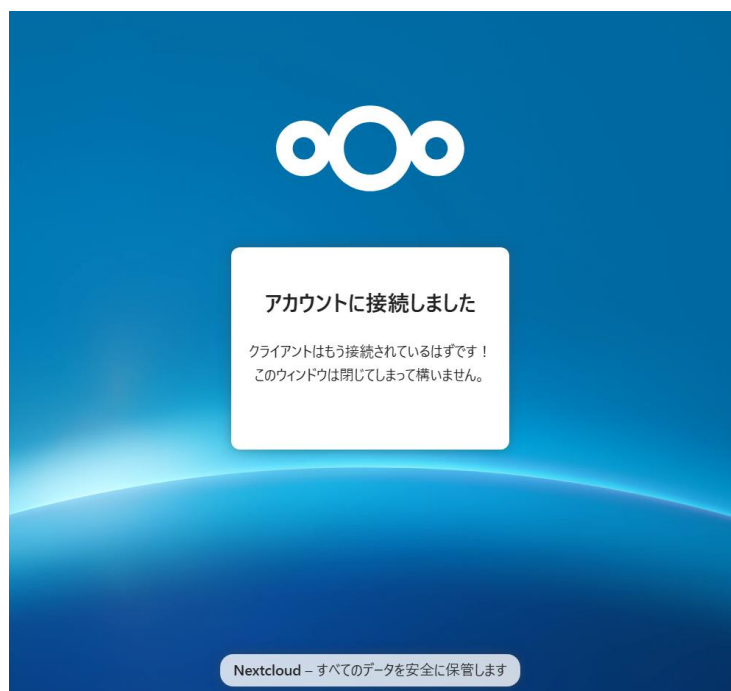 アカウントに接続しました
クライアントはもう接続されているはずです！
このウィンドウは閉じてしまって構いません。
Nextcloud – すべてのデータを安全に保管します